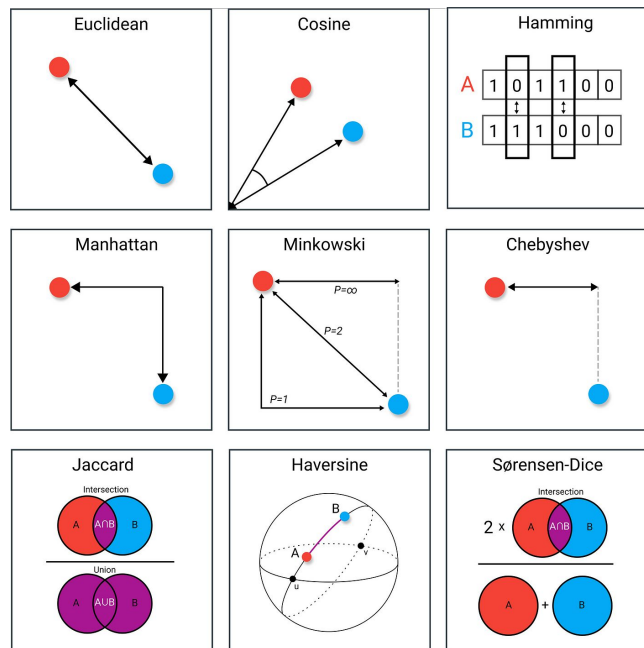 Euclidean
Cosine
Hamming
A 1 0 1 1 0 0
B 1 1 1 0 0 0
Manhattan
Minkowski
Chebyshev
P=∞
P=2
P=1
Jaccard
Intersection
A A∩B B
Union
A A∪B B
Haversine
B
A
v
u
Sørensen-Dice
Intersection
2 x A A∩B B
A + B